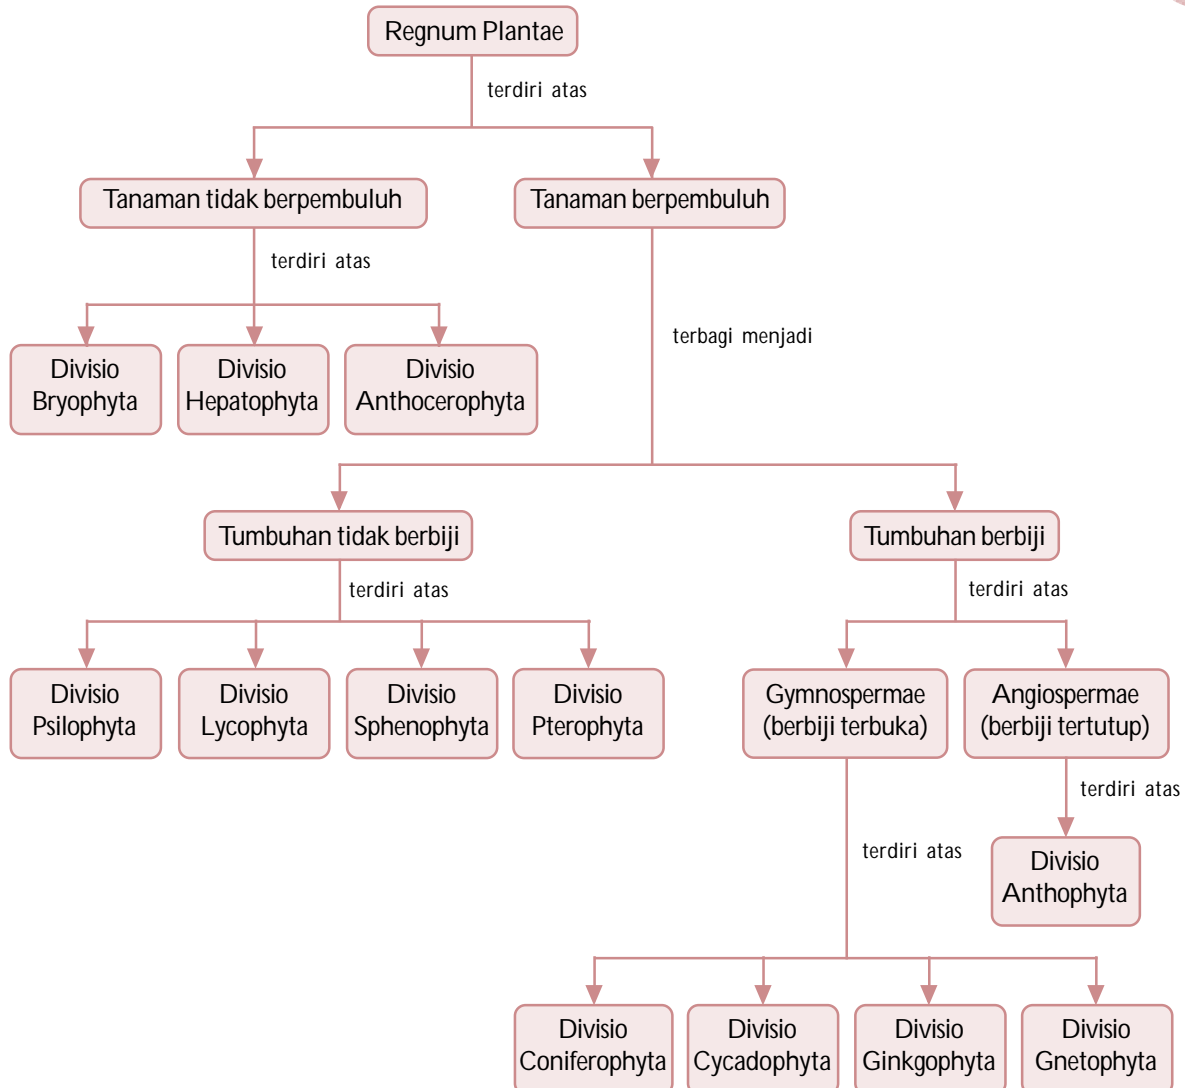 Regnum Plantae
terdiri atas
Tanaman tidak berpembuluh
Tanaman berpembuluh
terdiri atas
terbagi menjadi
Divisio
Bryophyta
Divisio
Hepatophyta
Divisio
Anthocerophyta
Tumbuhan tidak berbiji
Tumbuhan berbiji
terdiri atas
terdiri atas
Divisio
Psilophyta
Divisio
Lycophyta
Divisio
Sphenophyta
Divisio
Pterophyta
Gymnospermae
(berbiji terbuka)
Angiospermae
(berbiji tertutup)
terdiri atas
terdiri atas
Divisio
Anthophyta
Divisio
Coniferophyta
Divisio
Cycadophyta
Divisio
Ginkgophyta
Divisio
Gnetophyta